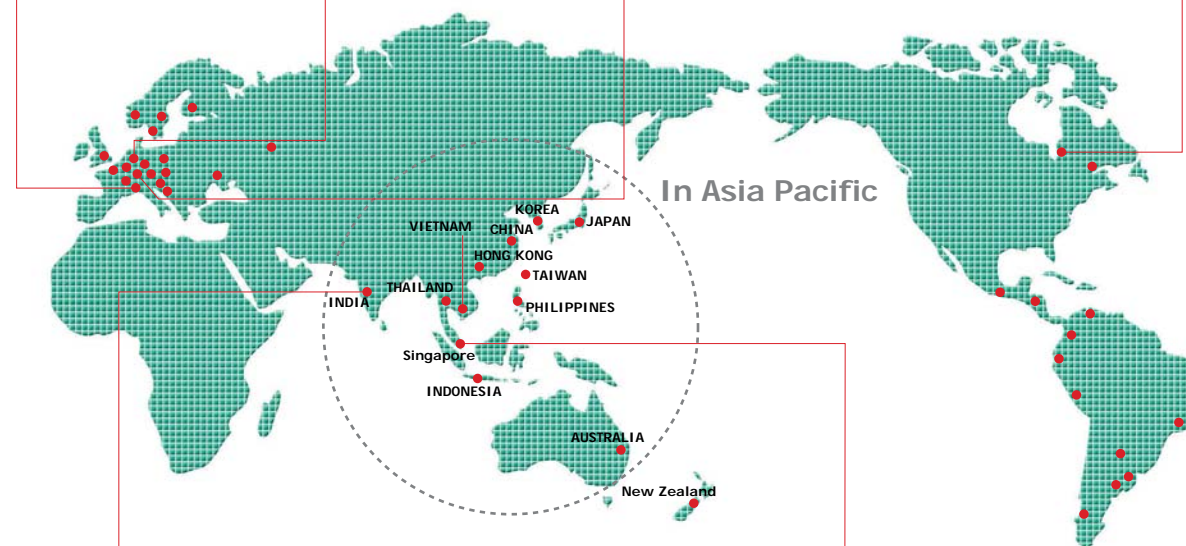 In Asia Pacific
KOREA
JAPAN
VIETNAM
CHINA
HONG KONG
TAIWAN
THAILAND
INDIA
PHILIPPINES
Singapore
INDONESIA
AUSTRALIA
New Zealand